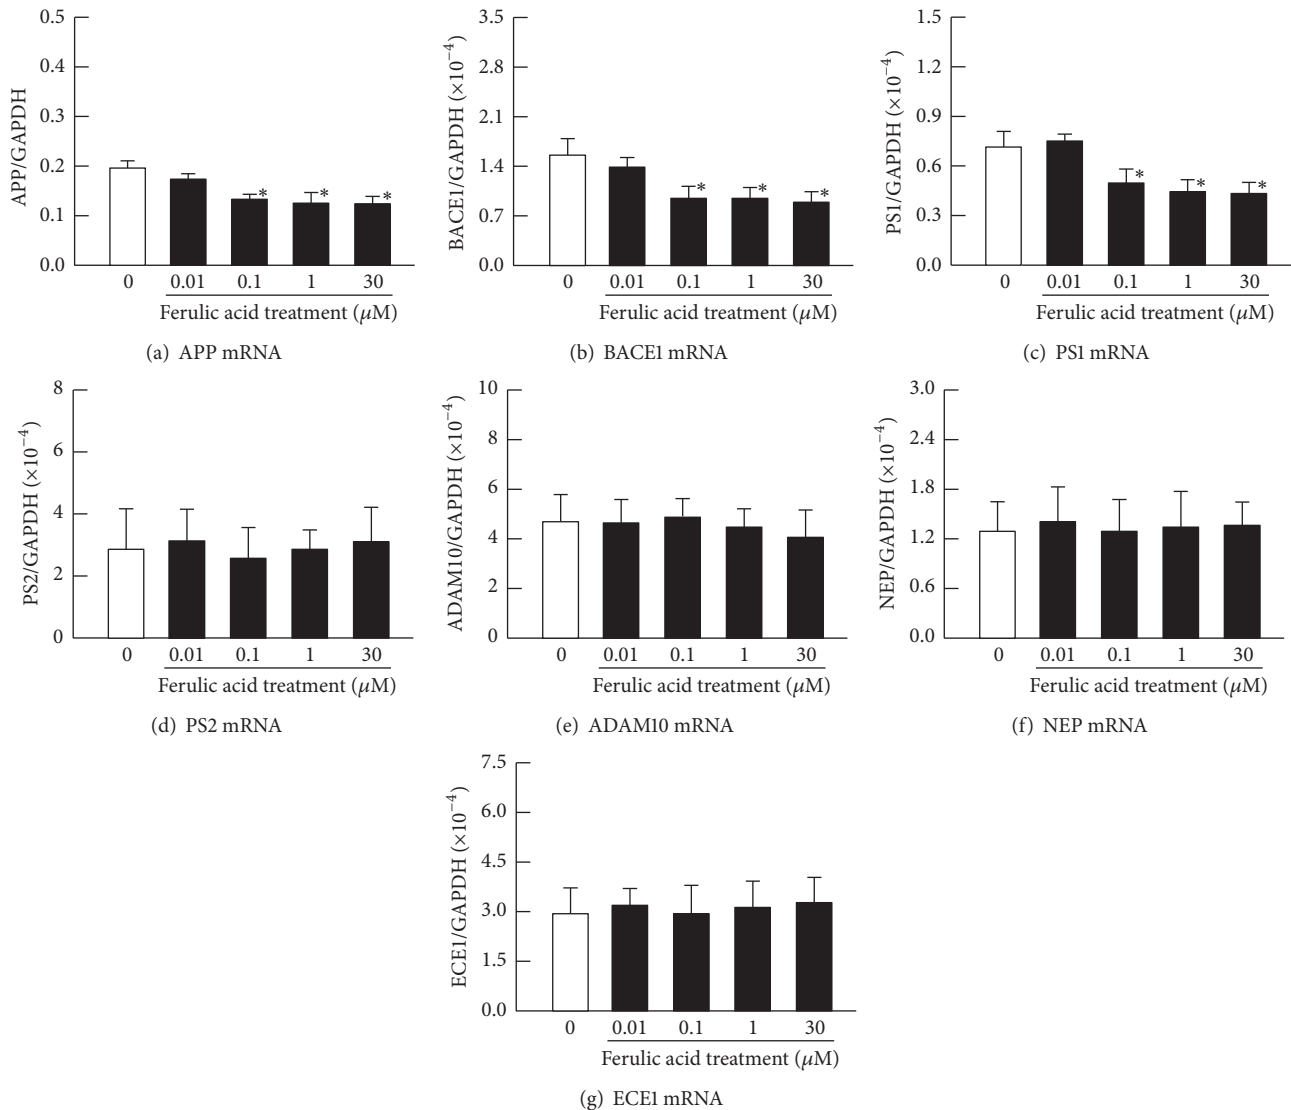 APP/GAPDH
0.5
0.4
0.3
0.2
0.1
0.0
* * *
0 0.01 0.1 1 30
Ferulic acid treatment (μM)
(a) APP mRNA
BACE1/GAPDH (×10⁻⁴)
3.5
2.8
2.1
1.4
0.7
0.0
* * *
0 0.01 0.1 1 30
Ferulic acid treatment (μM)
(b) BACE1 mRNA
PS1/GAPDH (×10⁻⁴)
1.5
1.2
0.9
0.6
0.3
0.0
* * *
0 0.01 0.1 1 30
Ferulic acid treatment (μM)
(c) PS1 mRNA
PS2/GAPDH (×10⁻⁴)
8
6
4
2
0
0 0.01 0.1 1 30
Ferulic acid treatment (μM)
(d) PS2 mRNA
ADAM10/GAPDH (×10⁻⁴)
10
8
6
4
2
0
0 0.01 0.1 1 30
Ferulic acid treatment (μM)
(e) ADAM10 mRNA
NEP/GAPDH (×10⁻⁴)
3.0
2.4
1.8
1.2
0.6
0.0
0 0.01 0.1 1 30
Ferulic acid treatment (μM)
(f) NEP mRNA
ECE1/GAPDH (×10⁻⁴)
7.5
6.0
4.5
3.0
1.5
0.0
0 0.01 0.1 1 30
Ferulic acid treatment (μM)
(g) ECE1 mRNA